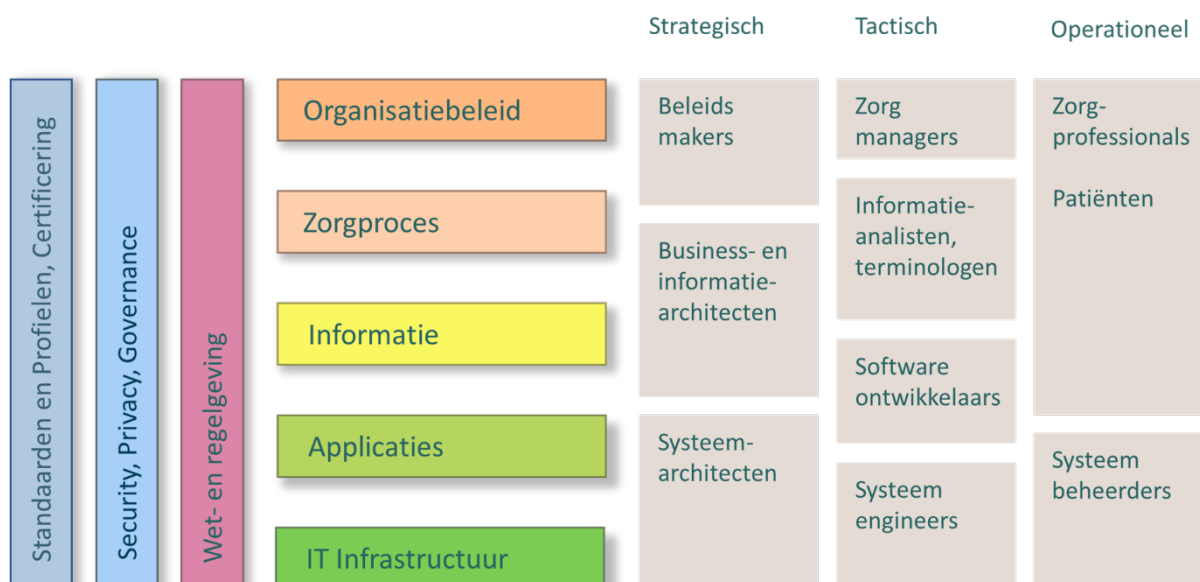 Strategisch
Tactisch
Operationeel
Standaarden en Profielen, Certificering
Security, Privacy, Governance
Wet- en regelgeving
Organisatiebeleid
Zorgproces
Informatie
Applicaties
IT Infrastructuur
Beleids
makers
Business- en
informatie-
architecten
Systeem-
architecten
Zorg
managers
Informatie-
analisten,
terminologen
Software
ontwikkelaars
Systeem
engineers
Zorg-
professionals
Patiënten
Systeem
beheerders